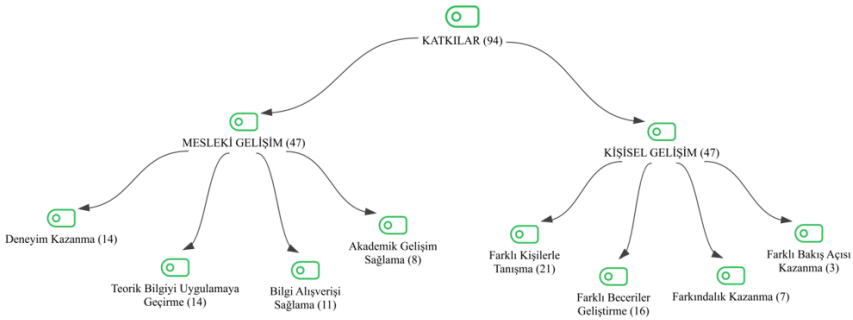 KATKILAR (94)
MESLEKİ GELİŞİM (47)
KİŞİSEL GELİŞİM (47)
Deneyim Kazanma (14)
Teorik Bilgiyi Uygulamaya
Geçirme (14)
Bilgi Alışverişi
Sağlama (11)
Akademik Gelişim
Sağlama (8)
Farklı Kişilerle
Tanışma (21)
Farklı Beceriler
Geliştirme (16)
Farkındalık Kazanma (7)
Farklı Bakış Açısı
Kazanma (3)